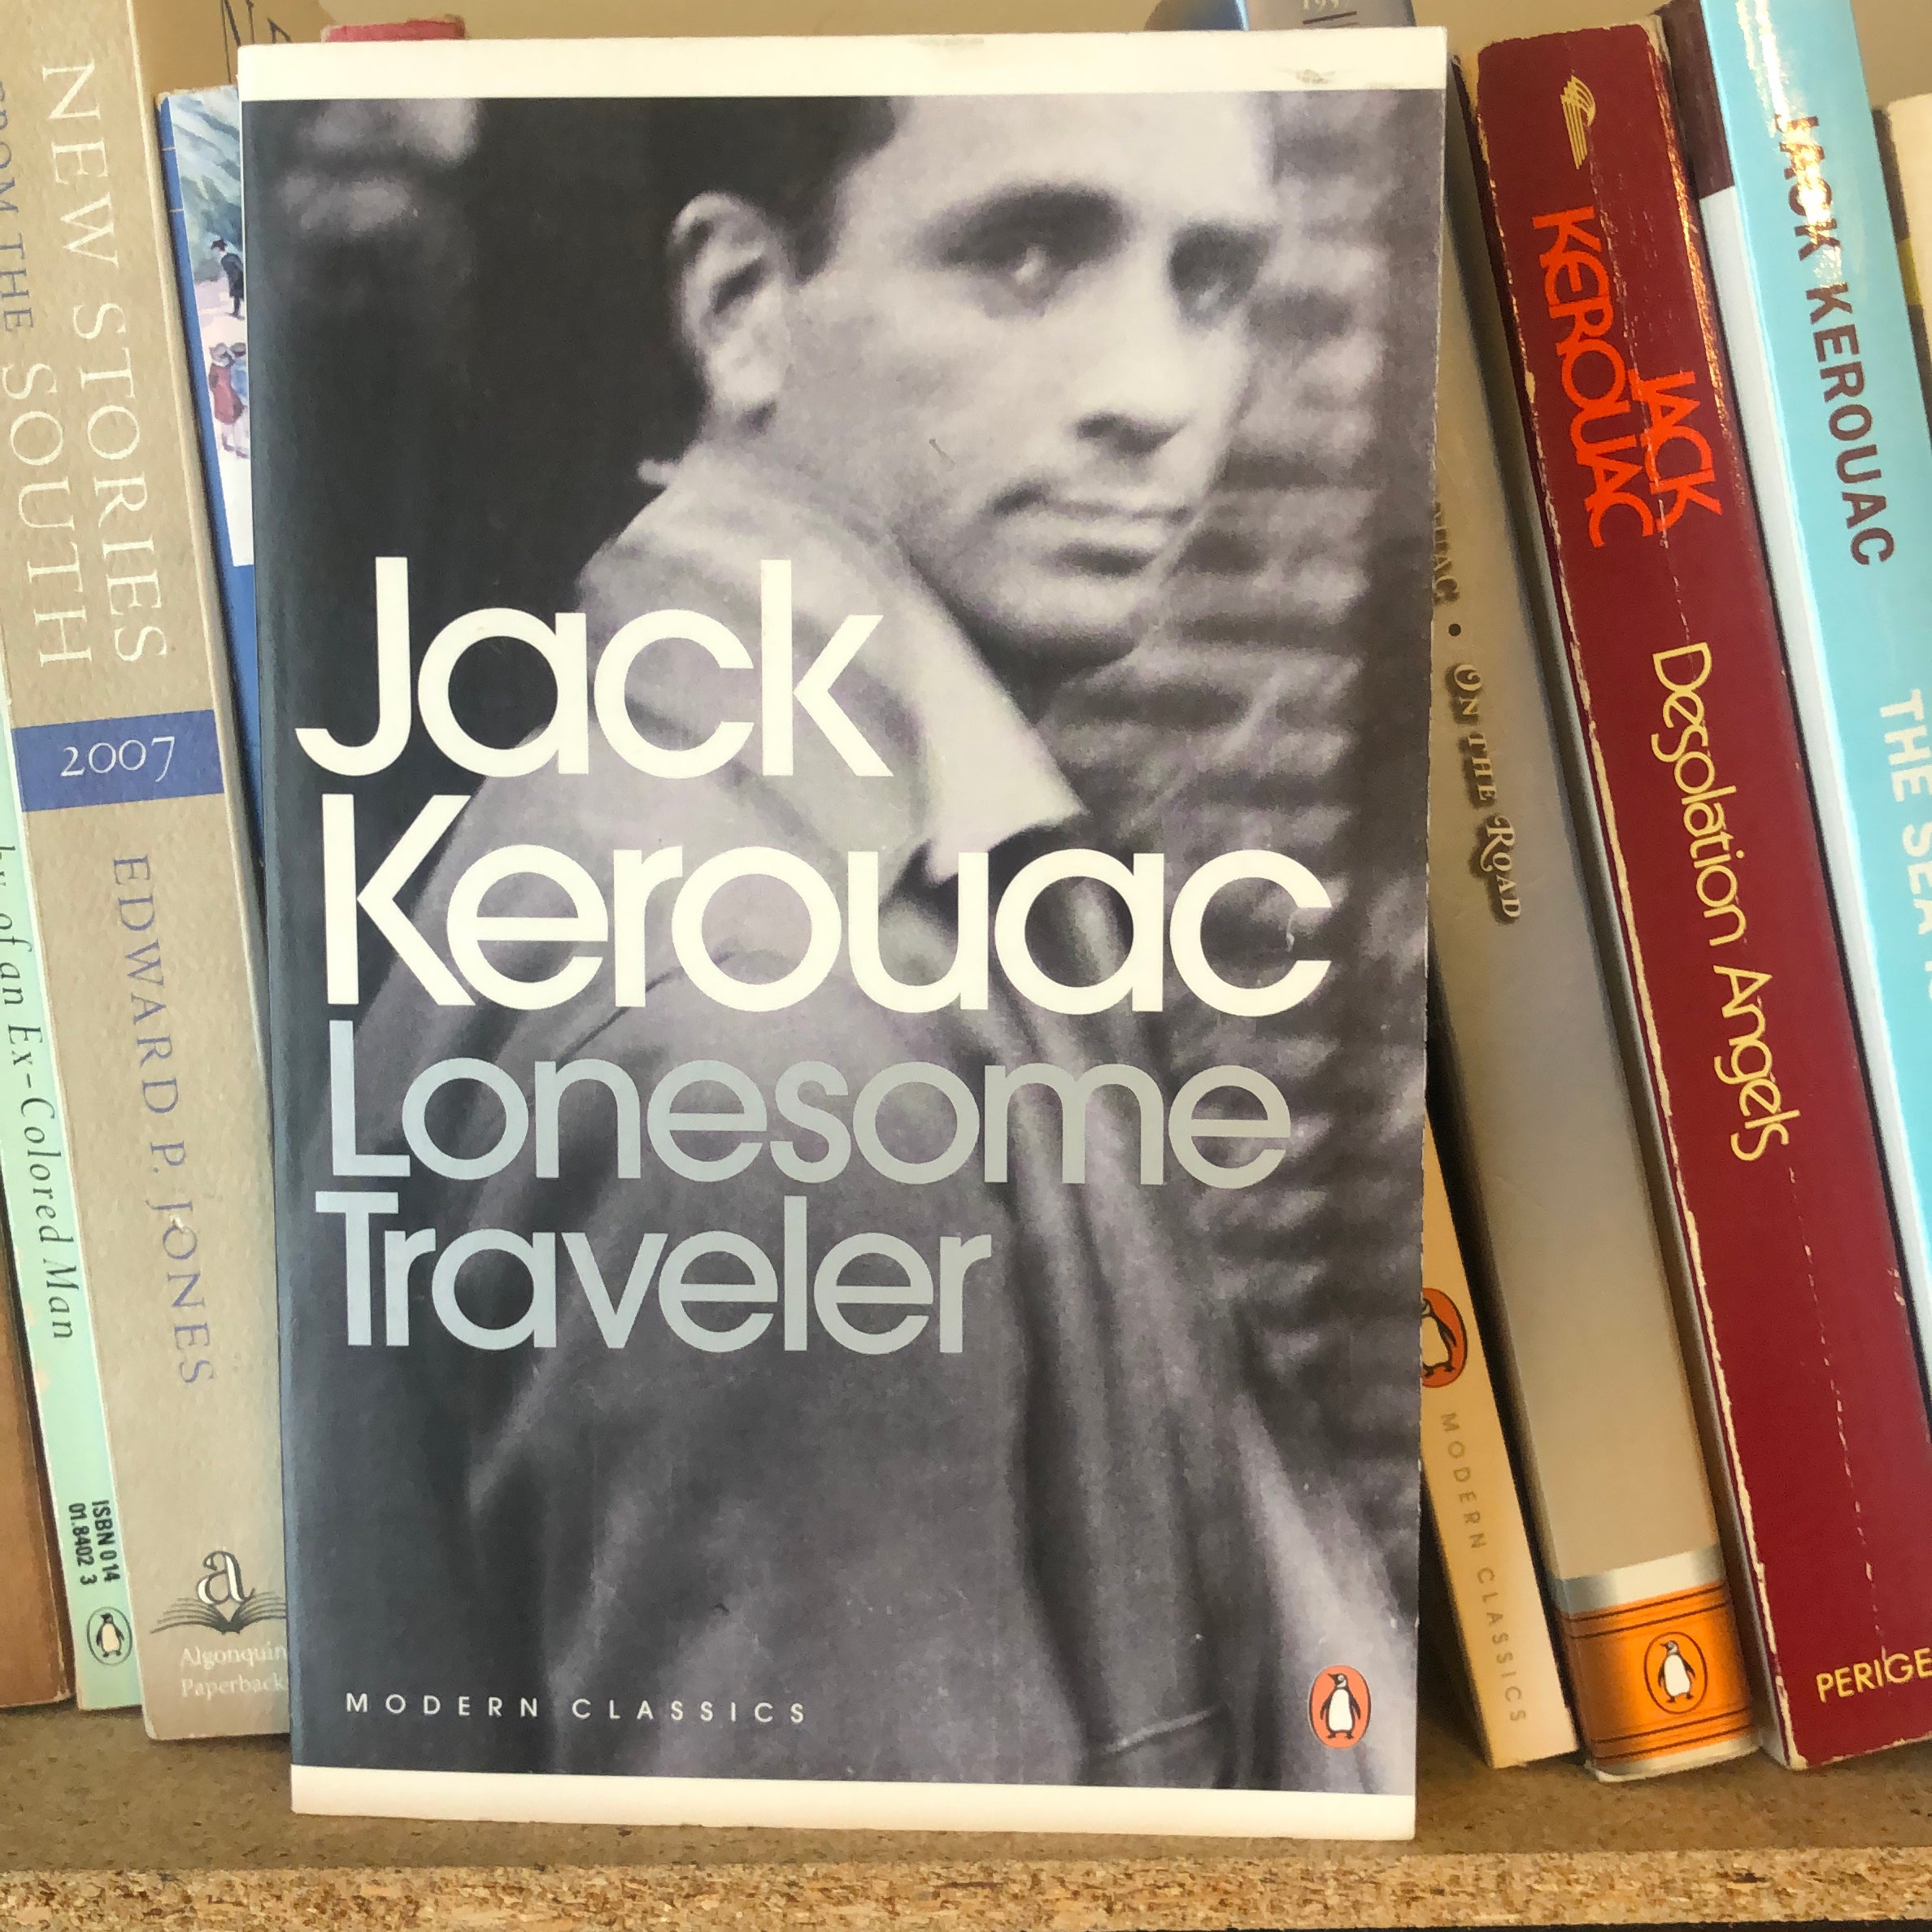 FROM THE SOUTH
NEW STORIES
2007
EDWARD P. JONES
Algonquin
Paperback
of an Ex-Colored Man
ISBN 0 14
01.8402 3
Jack
Kerouac
Lonesome
Traveler
MODERN CLASSICS
MODERN CLASSICS
• ON THE ROAD
JACK
KEROUAC
Desolation Angels
PERIGE
JACK KEROUAC
THE SEA